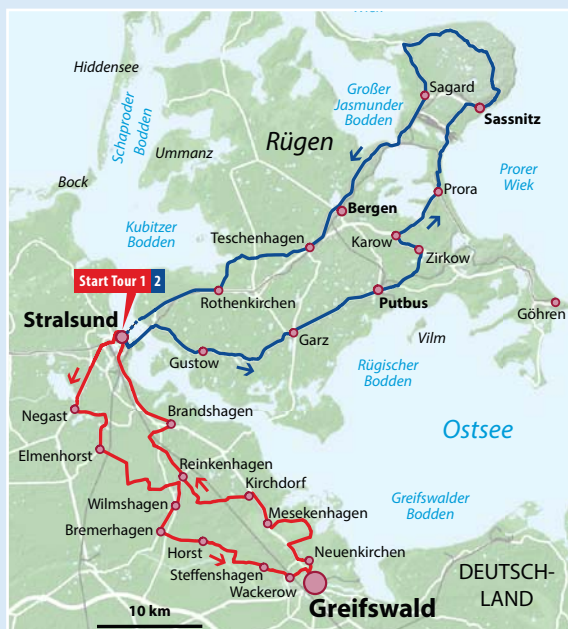 Hiddensee
Schaproder
Bodden
Großer
Jasmunder
Bodden
Sagard
Sassnitz
Rügen
Ummanz
Prorer
Wiek
Bock
Prora
Bergen
Kubitzer
Bodden
Teschenhagen
Karow
Zirkow
Start Tour 1 2
Rothenkirchen
Putbus
Göhren
Stralsund
Garz
Vilm
Gustow
Rügischer
Bodden
Negast
Brandshagen
Ostsee
Elmenhorst
Reinkenhagen
Kirchdorf
Greifswalder
Bodden
Wilmshagen
Mesekenhagen
Bremerhagen
Horst
Neuenkirchen
Steffenshagen
Wackerow
DEUTSCH-
LAND
Greifswald
10 km